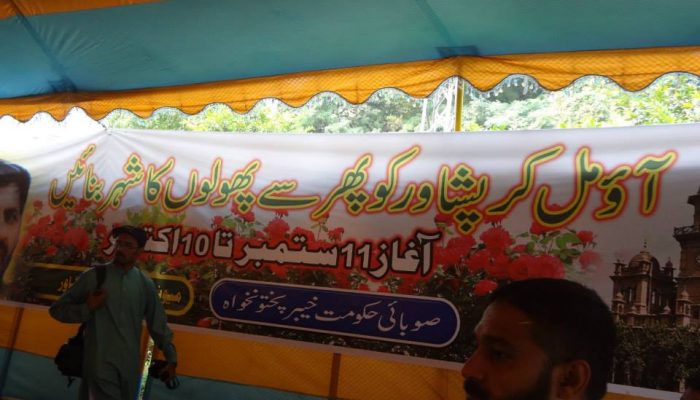 آؤ مل کر پشاور کو پھر سے پھولوں کا شہر بنائیں
آغاز 11 ستمبر تا 10 اکتوبر
صوبائی حکومت خیبر پختونخواہ